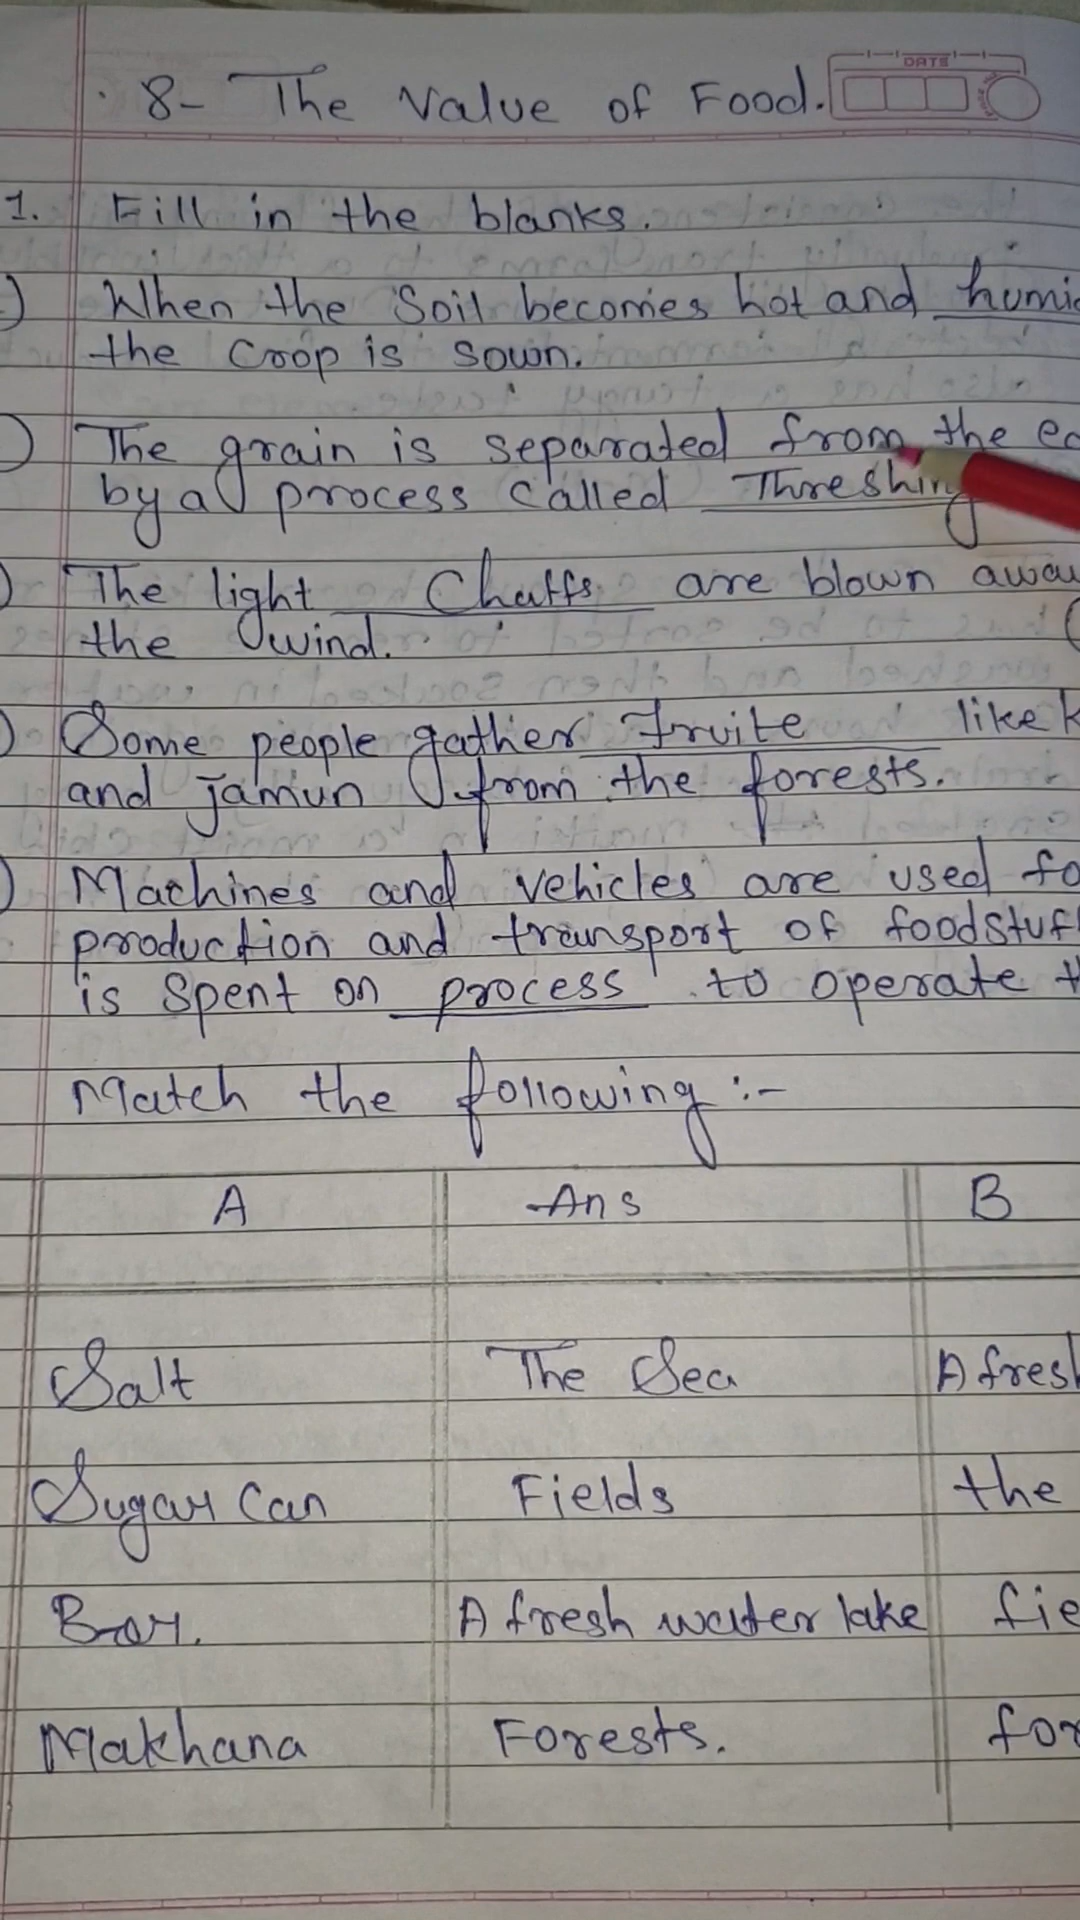 8- The Value of Food.
DATE
1. Fill in the blanks.
When the Soil becomes hot and
the crop is sown.
The grain is separated from the
by a process called Threshing
The light Chaffs are blown
the wind.
Some people gather fruite like
and jamun from the forests.
Machines and vehicles are used
production and transport of
is spent on process to operate
Match the following :-
A Ans B
Salt The Sea A
Sugar Can Fields the
Ber. A fresh water lake
Makhana Forests.